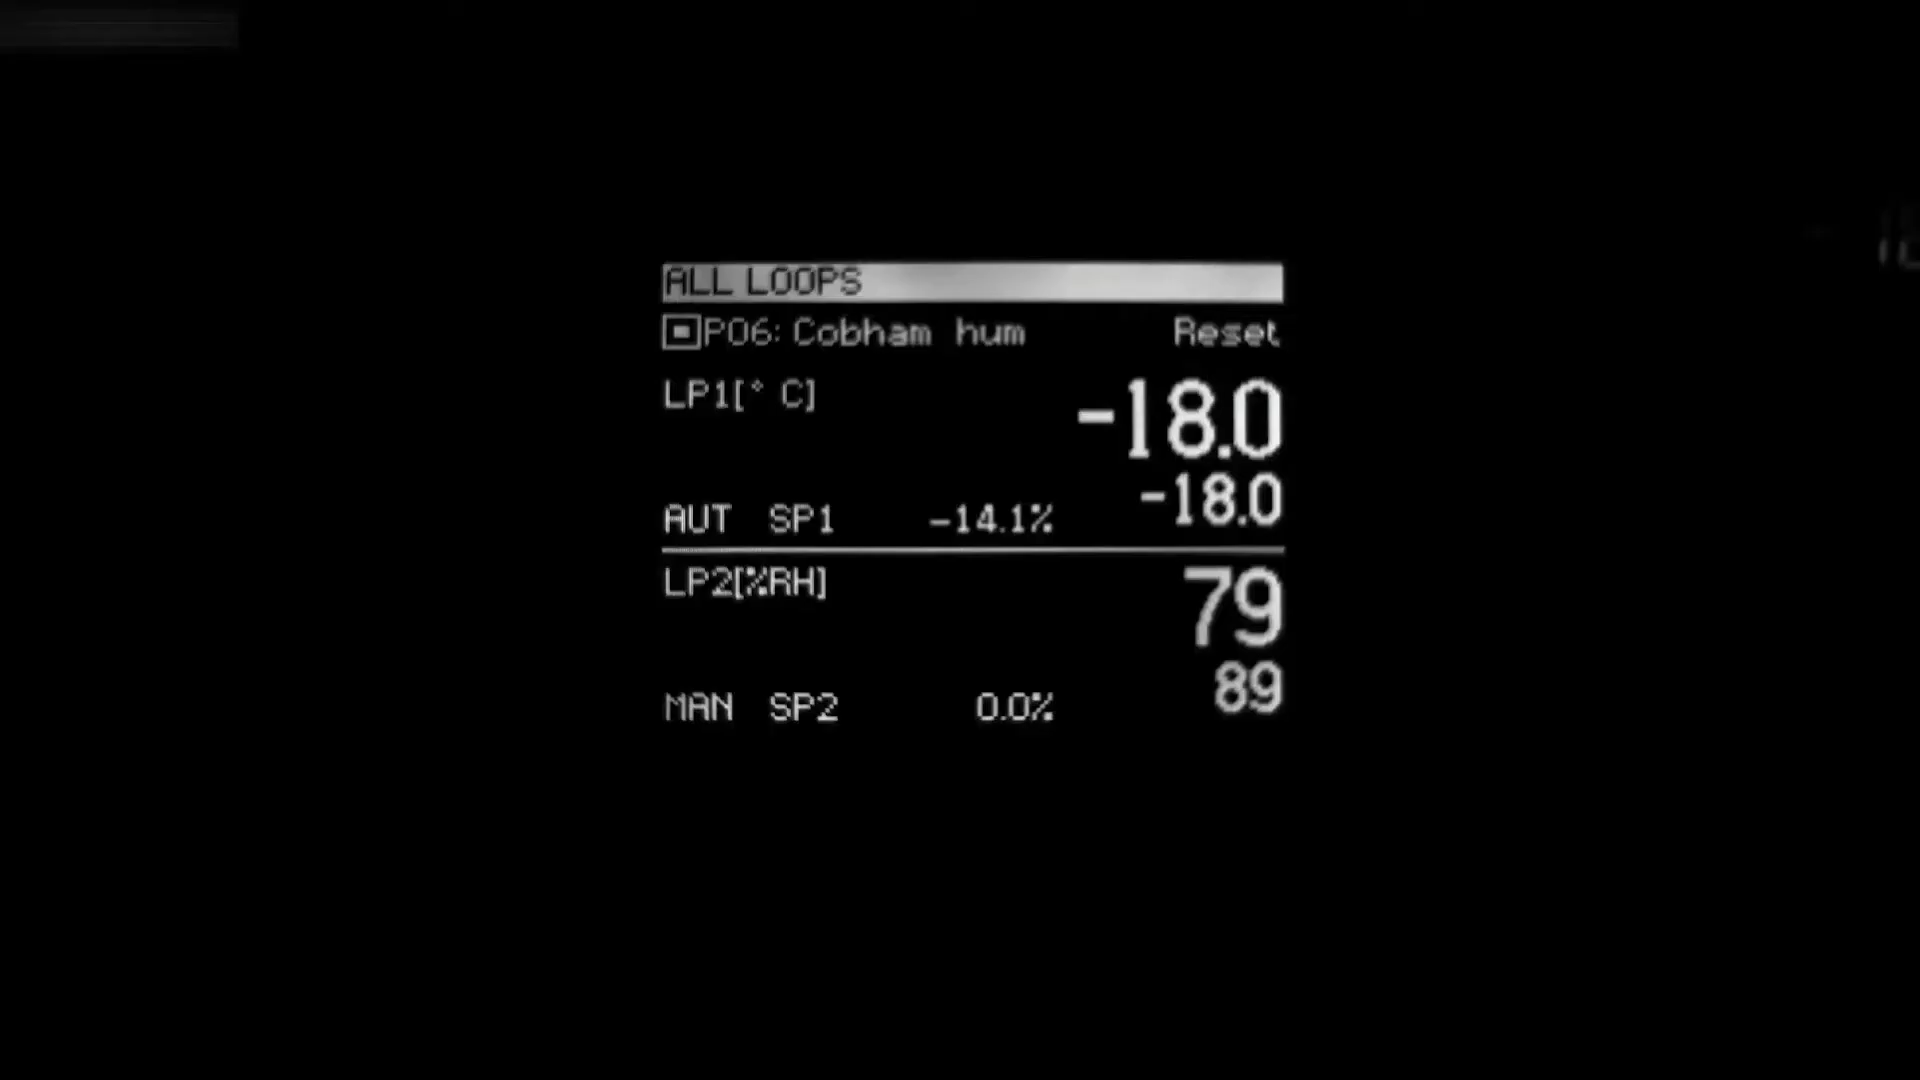 ALL LOOPS
P06: Cobham hum Reset
LP1[° C] -18.0
-18.0
AUT SP1 -14.1%
LP2[%RH] 79
89
MAN SP2 0.0%